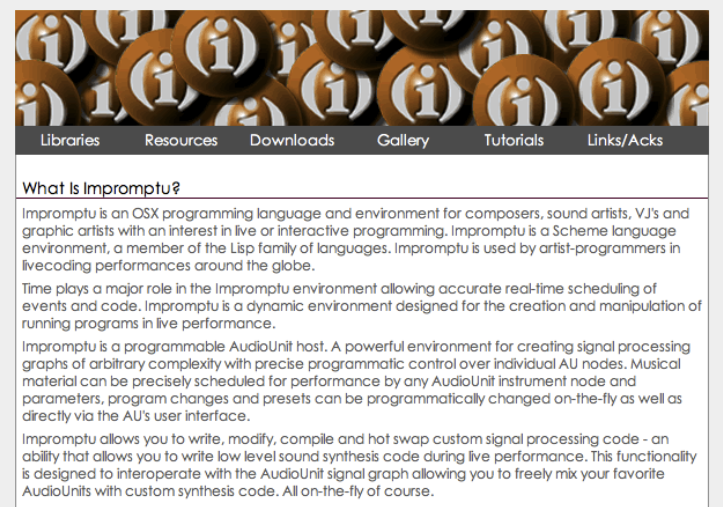 (i) (i) (i) (i) (i) (i) (i) (i) (i) (i)
Libraries Resources Downloads Gallery Tutorials Links/Acks
What Is Impromptu?
Impromptu is an OSX programming language and environment for composers, sound artists, VJ's and
graphic artists with an interest in live or interactive programming. Impromptu is a Scheme language
environment, a member of the Lisp family of languages. Impromptu is used by artist-programmers in
livecoding performances around the globe.
Time plays a major role in the Impromptu environment allowing accurate real-time scheduling of
events and code. Impromptu is a dynamic environment designed for the creation and manipulation of
running programs in live performance.
Impromptu is a programmable AudioUnit host. A powerful environment for creating signal processing
graphs of arbitrary complexity with precise programmatic control over individual AU nodes. Musical
material can be precisely scheduled for performance by any AudioUnit instrument node and
parameters, program changes and presets can be programmatically changed on-the-fly as well as
directly via the AU's user interface.
Impromptu allows you to write, modify, compile and hot swap custom signal processing code - an
ability that allows you to write low level sound synthesis code during live performance. This functionality
is designed to interoperate with the AudioUnit signal graph allowing you to freely mix your favorite
AudioUnits with custom synthesis code. All on-the-fly of course.